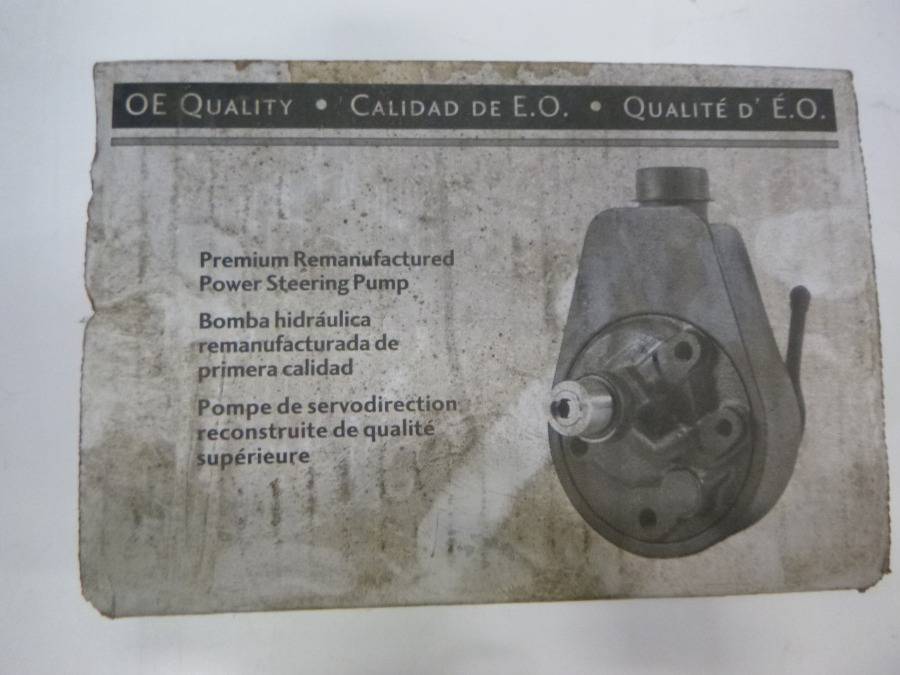 OE QUALITY • CALIDAD DE E.O. • QUALITÉ D' É.O.
Premium Remanufactured
Power Steering Pump
Bomba hidráulica
remanufacturada de
primera calidad
Pompe de servodirection
reconstruite de qualité
supérieure